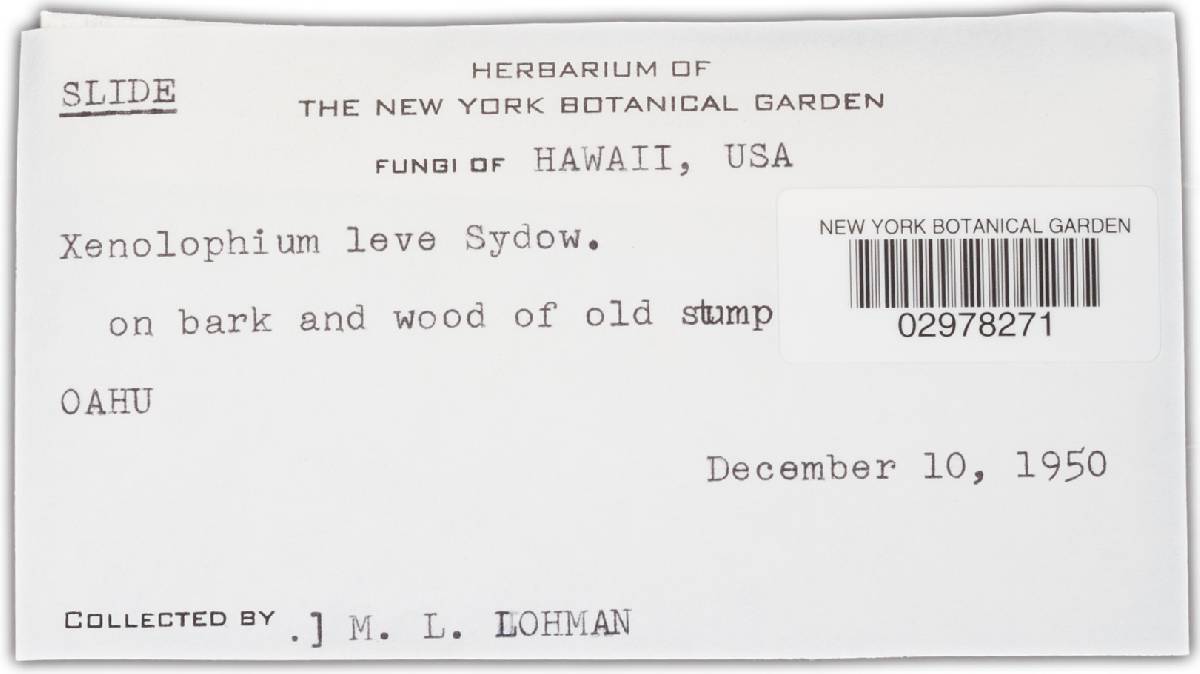 SLIDE
HERBARIUM OF
THE NEW YORK BOTANICAL GARDEN
FUNGI OF HAWAII, USA
Xenolophium leve Sydow.
NEW YORK BOTANICAL GARDEN
02978271
on bark and wood of old stump
OAHU
December 10, 1950
COLLECTED BY .] M. L. LOHMAN